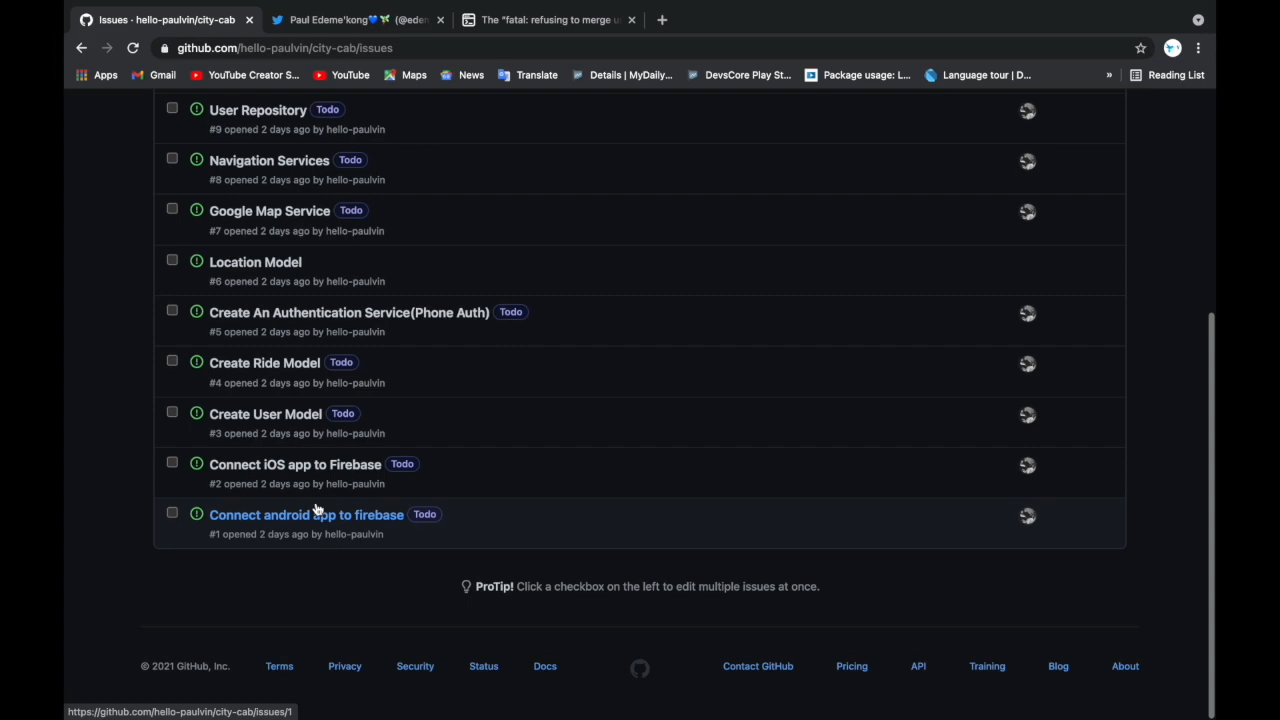 Issues · hello-paulvin/city-cab
Paul Edeme'kong💙🌿 (@eden
The "fatal: refusing to merge u
github.com/hello-paulvin/city-cab/issues
Apps Gmail YouTube Creator S... YouTube Maps News Translate Details | MyDaily... DevsCore Play St... Package usage: L... Language tour | D... » Reading List
User Repository Todo
#9 opened 2 days ago by hello-paulvin
Navigation Services Todo
#8 opened 2 days ago by hello-paulvin
Google Map Service Todo
#7 opened 2 days ago by hello-paulvin
Location Model
#6 opened 2 days ago by hello-paulvin
Create An Authentication Service(Phone Auth) Todo
#5 opened 2 days ago by hello-paulvin
Create Ride Model Todo
#4 opened 2 days ago by hello-paulvin
Create User Model Todo
#3 opened 2 days ago by hello-paulvin
Connect iOS app to Firebase Todo
#2 opened 2 days ago by hello-paulvin
Connect android app to firebase Todo
#1 opened 2 days ago by hello-paulvin
ProTip! Click a checkbox on the left to edit multiple issues at once.
© 2021 GitHub, Inc. Terms Privacy Security Status Docs Contact GitHub Pricing API Training Blog About
https://github.com/hello-paulvin/city-cab/issues/1